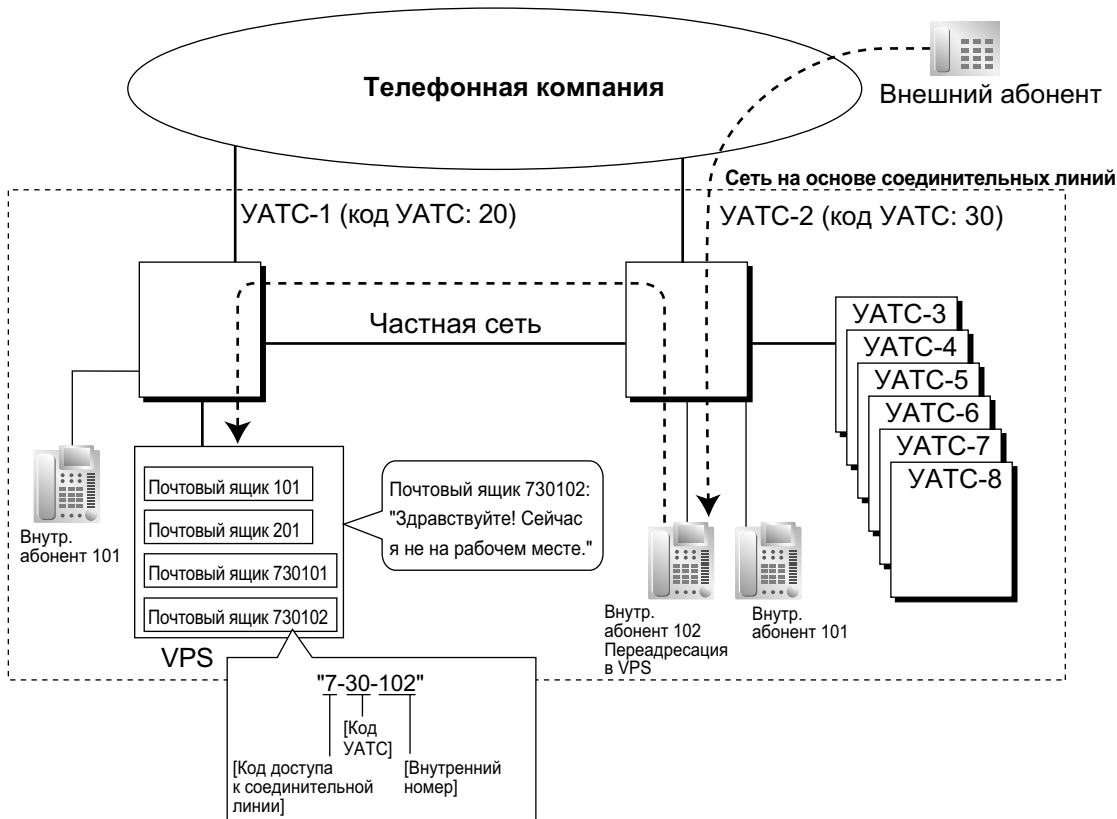 Телефонная компания
Внешний абонент
Сеть на основе соединительных линий
УАТС-1 (код УАТС: 20)
УАТС-2 (код УАТС: 30)
Частная сеть
УАТС-3
УАТС-4
УАТС-5
УАТС-6
УАТС-7
УАТС-8
Внутр.
абонент 101
Почтовый ящик 101
Почтовый ящик 201
Почтовый ящик 730101
Почтовый ящик 730102
VPS
Почтовый ящик 730102:
"Здравствуйте! Сейчас
я не на рабочем месте."
Внутр.
абонент 102
Переадресация
в VPS
Внутр.
абонент 101
"7-30-102"
[Код
УАТС]
[Код доступа
к соединительной
линии]
[Внутренний
номер]